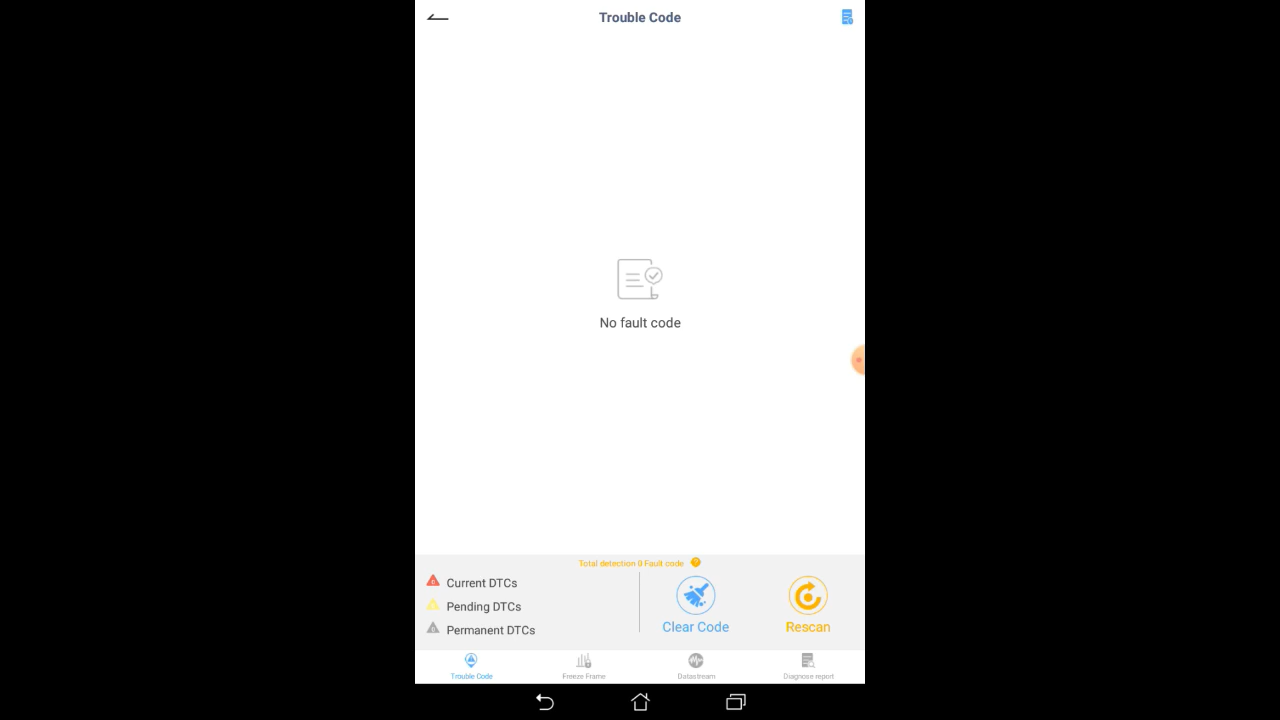 Trouble Code
No fault code
Total detection 0 Fault code
Current DTCs
Pending DTCs
Permanent DTCs
Clear Code
Rescan
Trouble Code
Freeze Frame
Datastream
Diagnose report